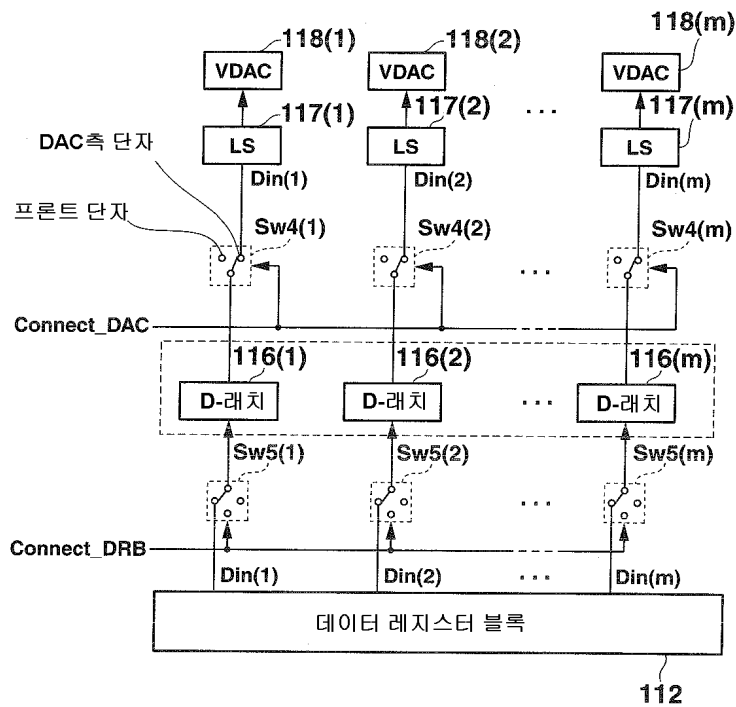 118(1) 118(2) 118(m)
VDAC VDAC VDAC
117(1) 117(2) ... 117(m)
DAC측 단자 LS LS LS
Din(1) Din(2) Din(m)
프론트 단자
Sw4(1) Sw4(2) Sw4(m)
...
Connect_DAC
116(1) 116(2) 116(m)
D-래치 D-래치 ... D-래치
Sw5(1) Sw5(2) Sw5(m)
...
Connect_DRB
Din(1) Din(2) ... Din(m)
데이터 레지스터 블록
112